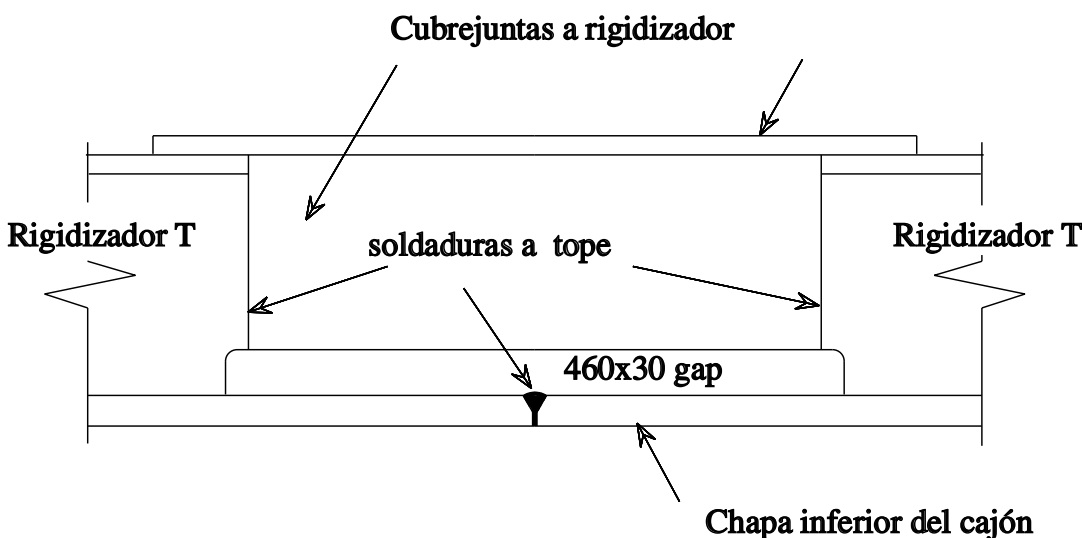 Cubrejuntas a rigidizador
Rigidizador T
soldaduras a tope
Rigidizador T
460x30 gap
Chapa inferior del cajón